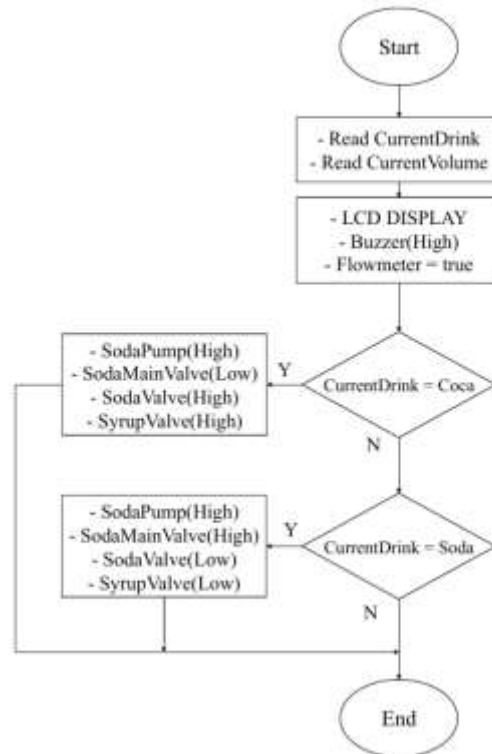 Start
- Read CurrentDrink
- Read CurrentVolume
- LCD DISPLAY
- Buzzer(High)
- Flowmeter = true
- SodaPump(High)
- SodaMainValve(Low)
- SodaValve(High)
- SyrupValve(High)
Y
CurrentDrink = Coca
N
- SodaPump(High)
- SodaMainValve(High)
- SodaValve(Low)
- SyrupValve(Low)
Y
CurrentDrink = Soda
N
End